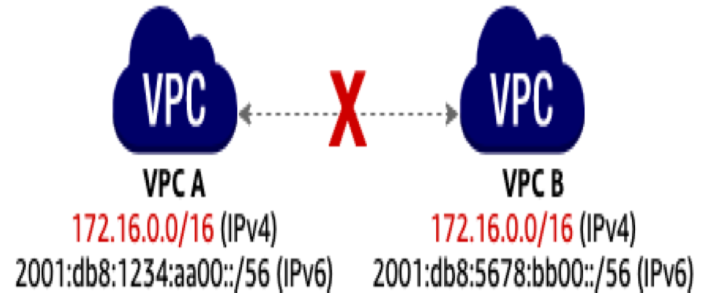 VPC
X
VPC
VPC A
VPC B
172.16.0.0/16 (IPv4)
172.16.0.0/16 (IPv4)
2001:db8:1234:aa00::/56 (IPv6)
2001:db8:5678:bb00::/56 (IPv6)